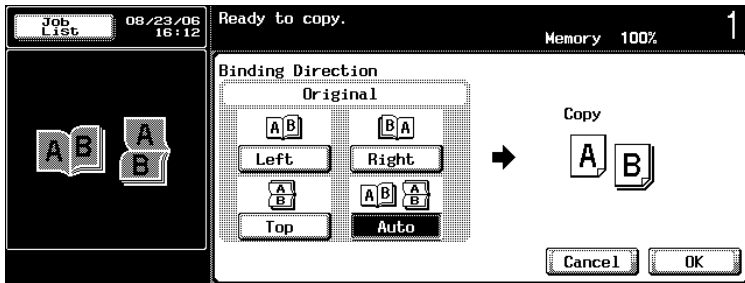 Job
List
08/23/06
16:12
Ready to copy.
Memory 100%
1
A B
A
B
Binding Direction
Original
A B
B A
Left
Right
A
B
A B
A
B
Top
Auto
Copy
A
B
Cancel
OK